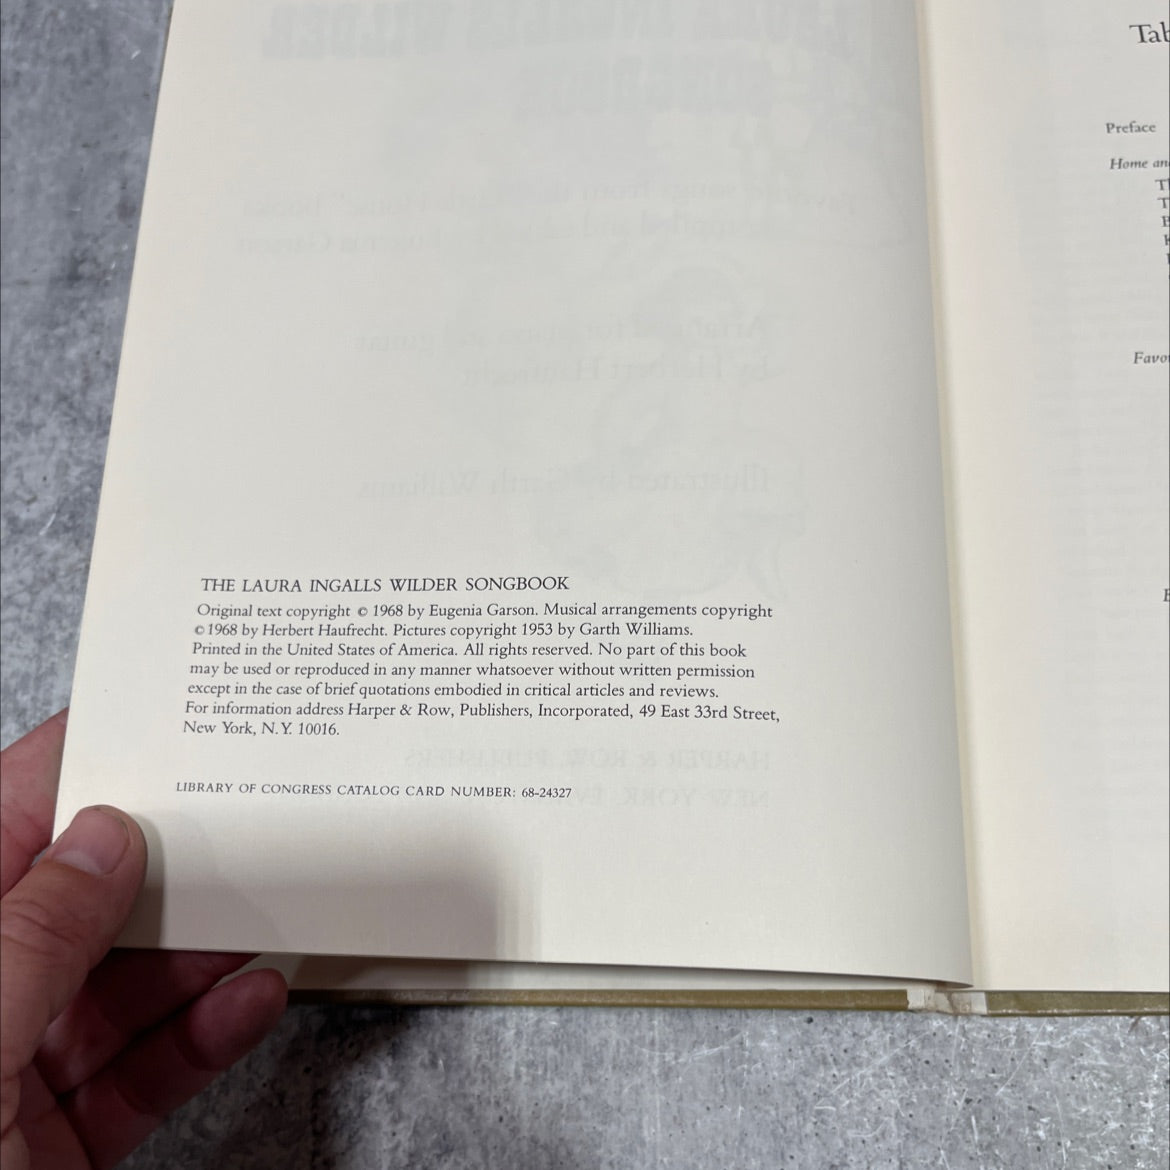 THE LAURA INGALLS WILDER SONGBOOK
Original text copyright © 1968 by Eugenia Garson. Musical arrangements copyright
© 1968 by Herbert Haufrecht. Pictures copyright 1953 by Garth Williams.
Printed in the United States of America. All rights reserved. No part of this book
may be used or reproduced in any manner whatsoever without written permission
except in the case of brief quotations embodied in critical articles and reviews.
For information address Harper & Row, Publishers, Incorporated, 49 East 33rd Street,
New York, N.Y. 10016.
LIBRARY OF CONGRESS CATALOG CARD NUMBER: 68-24327
Tab
Preface
Home an
Favo